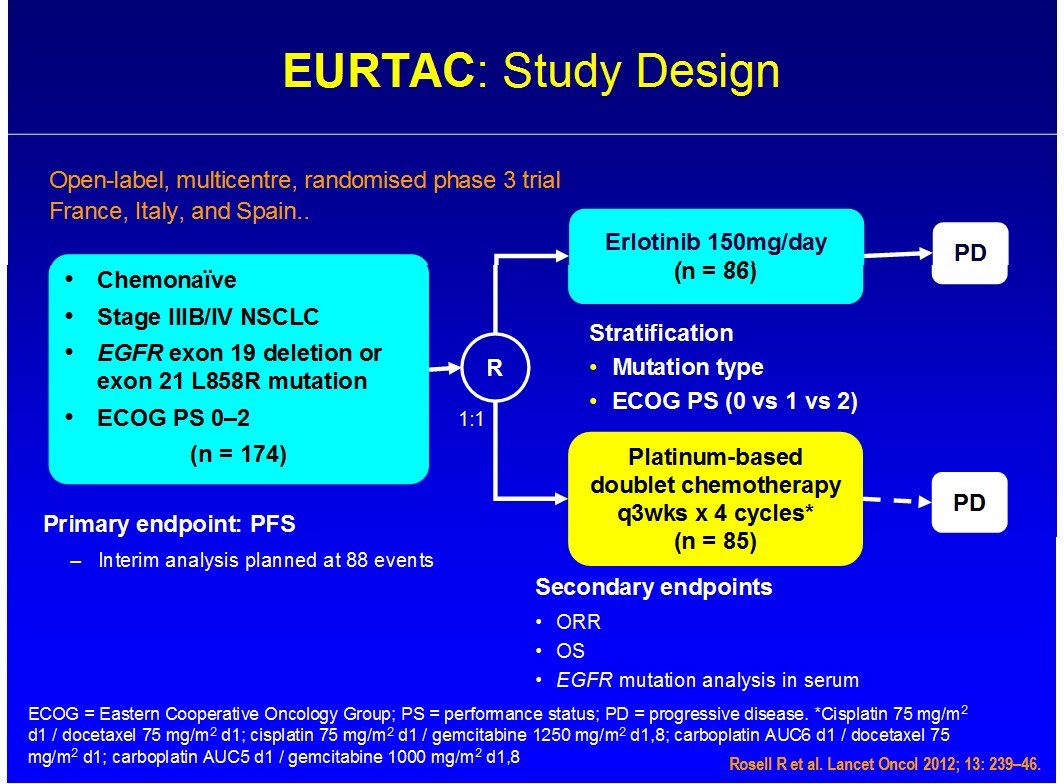 EURTAC: Study Design
Open-label, multicentre, randomised phase 3 trial
France, Italy, and Spain..
• Chemonaïve
• Stage IIIB/IV NSCLC
• EGFR exon 19 deletion or
exon 21 L858R mutation
• ECOG PS 0–2
(n = 174)
R
1:1
Erlotinib 150mg/day
(n = 86)
PD
Stratification
• Mutation type
• ECOG PS (0 vs 1 vs 2)
Platinum-based
doublet chemotherapy
q3wks x 4 cycles*
(n = 85)
PD
Primary endpoint: PFS
– Interim analysis planned at 88 events
Secondary endpoints
• ORR
• OS
• EGFR mutation analysis in serum
ECOG = Eastern Cooperative Oncology Group; PS = performance status; PD = progressive disease. *Cisplatin 75 mg/m²
d1 / docetaxel 75 mg/m² d1; cisplatin 75 mg/m² d1 / gemcitabine 1250 mg/m² d1,8; carboplatin AUC6 d1 / docetaxel 75
mg/m² d1; carboplatin AUC5 d1 / gemcitabine 1000 mg/m² d1,8
Rosell R et al. Lancet Oncol 2012; 13: 239–46.